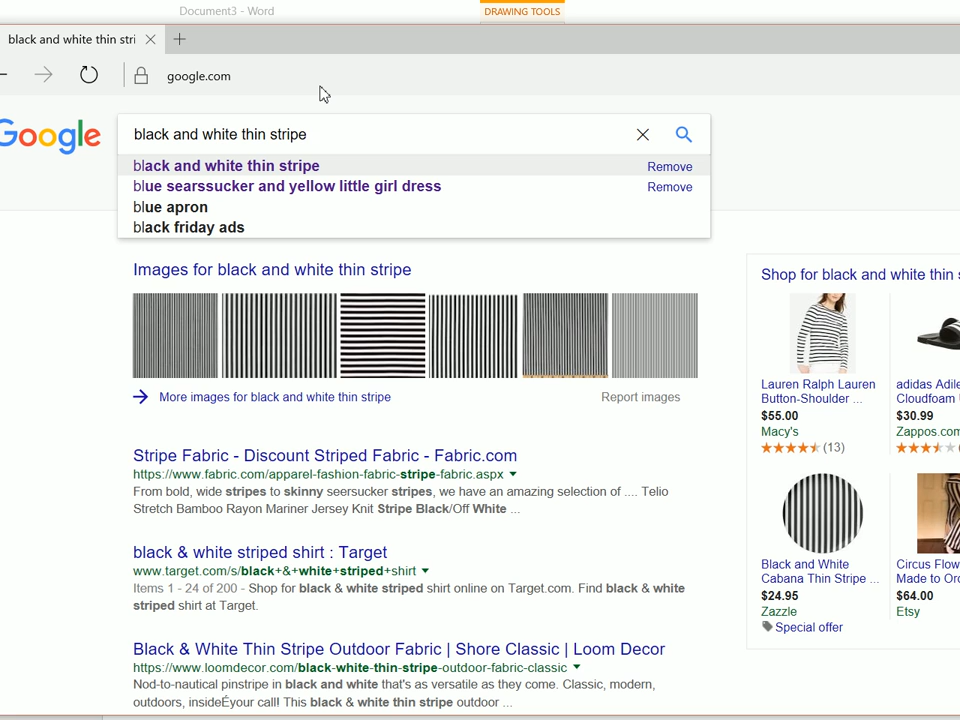 Document3 - Word
DRAWING TOOLS
black and white thin stri
google.com
Google
black and white thin stripe
black and white thin stripe Remove
blue searssucker and yellow little girl dress Remove
blue apron
black friday ads
Images for black and white thin stripe
More images for black and white thin stripe Report images
Stripe Fabric - Discount Striped Fabric - Fabric.com
https://www.fabric.com/apparel-fashion-fabric-stripe-fabric.aspx
From bold, wide stripes to skinny seersucker stripes, we have an amazing selection of .... Telio
Stretch Bamboo Rayon Mariner Jersey Knit Stripe Black/Off White ...
black & white striped shirt : Target
www.target.com/s/black+&+white+striped+shirt
Items 1 - 24 of 200 - Shop for black & white striped shirt online on Target.com. Find black & white
striped shirt at Target.
Black & White Thin Stripe Outdoor Fabric | Shore Classic | Loom Decor
https://www.loomdecor.com/black-white-thin-stripe-outdoor-fabric-classic
Nod-to-nautical pinstripe in black and white that's as versatile as they come. Classic, modern,
outdoors, insideÉyour call! This black & white thin stripe outdoor ...
Shop for black and white thin s
Lauren Ralph Lauren
Button-Shoulder ...
$55.00
Macy's
(13)
adidas Adile
Cloudfoam
$30.99
Zappos.com
Black and White
Cabana Thin Stripe ...
$24.95
Zazzle
Special offer
Circus Flow
Made to Or
$64.00
Etsy